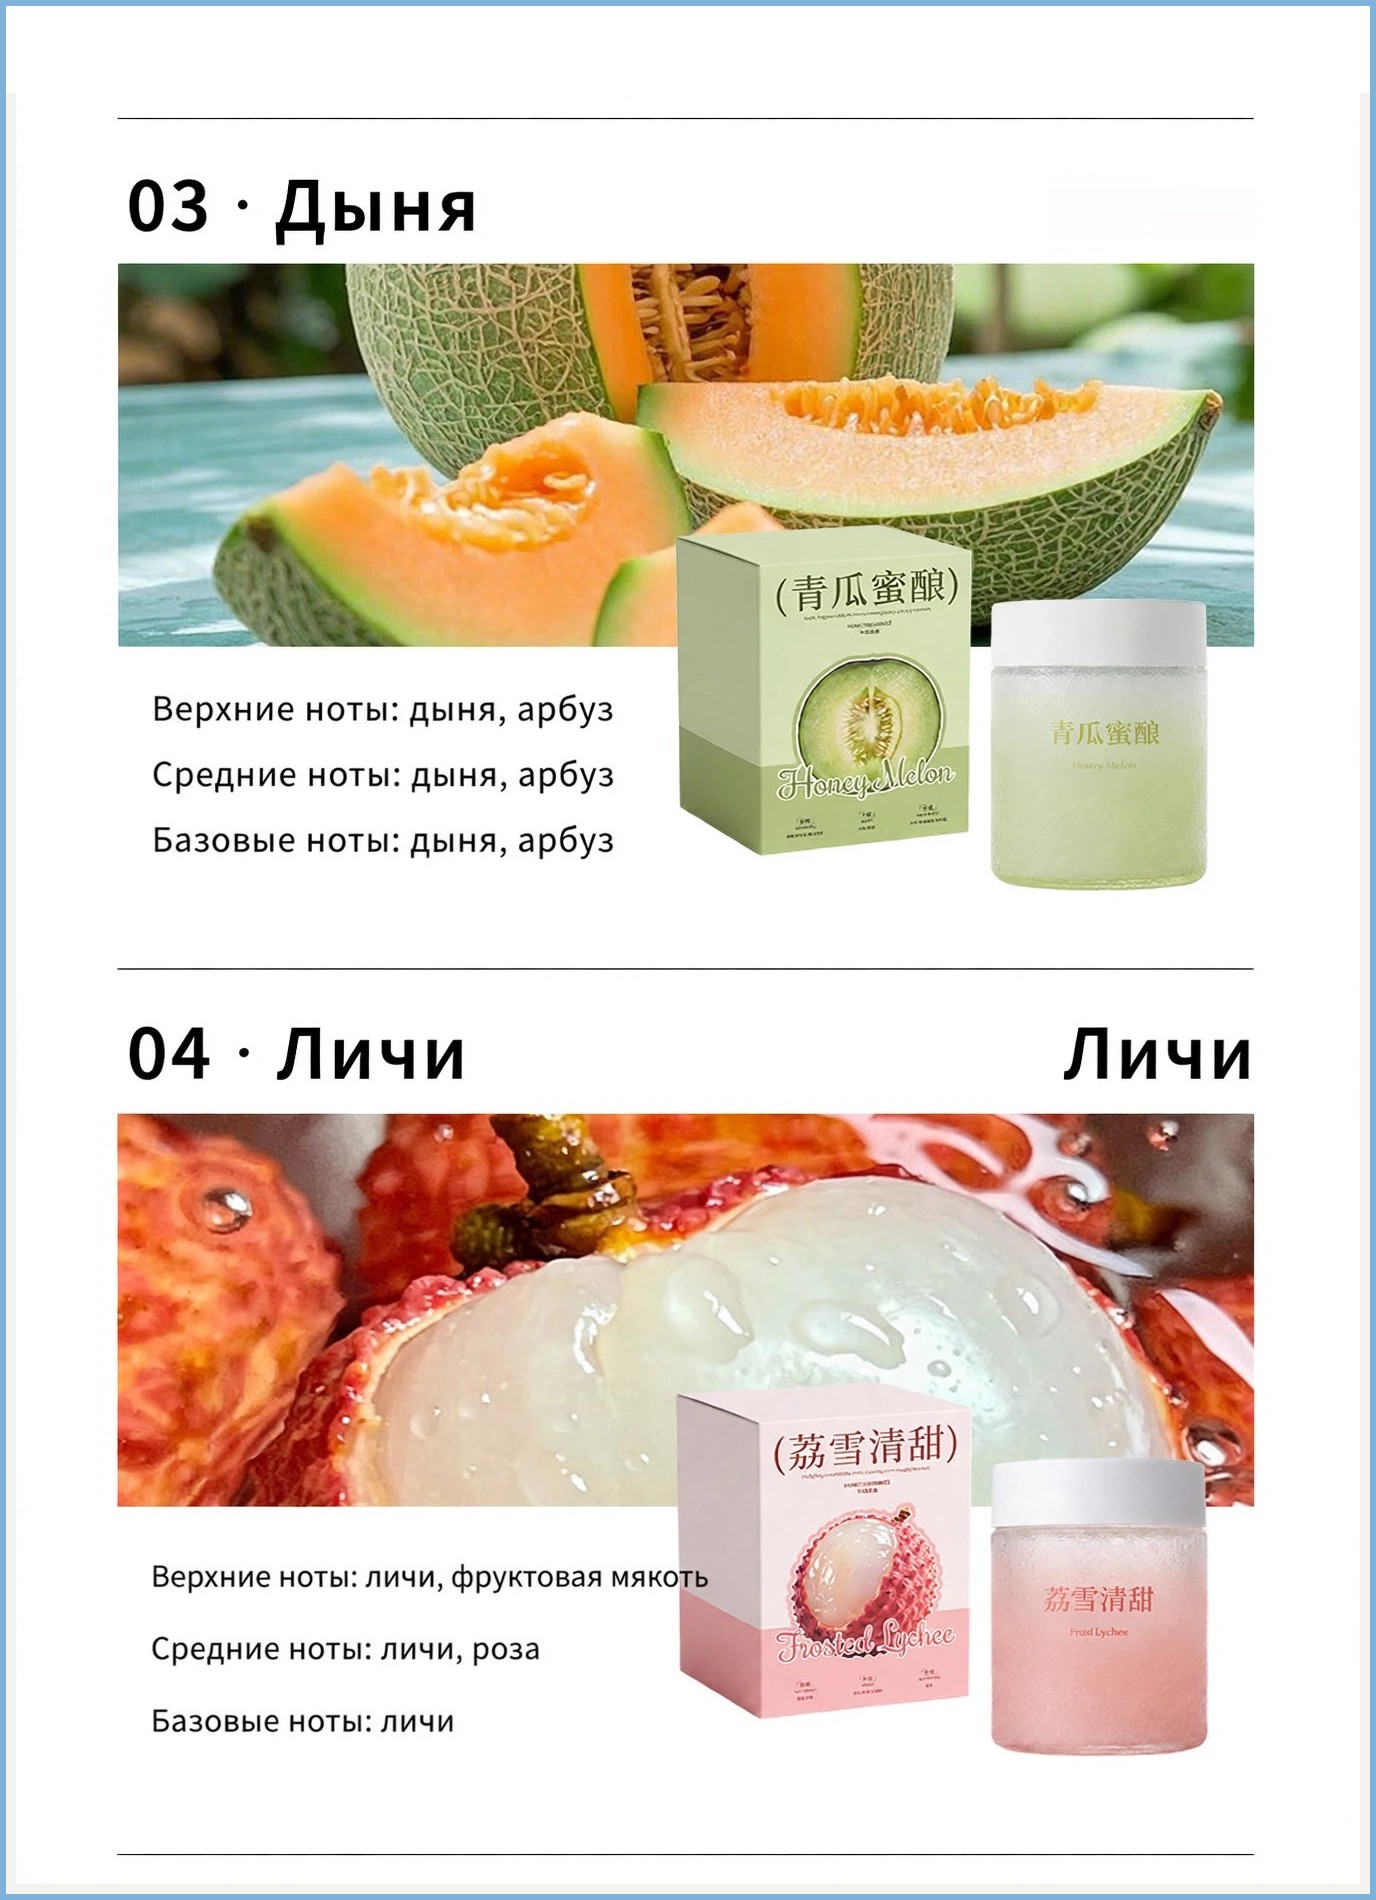 03 · Дыня
(青瓜蜜酿)
Honey Melon
青瓜蜜酿
Honey Melon
Верхние ноты: дыня, арбуз
Средние ноты: дыня, арбуз
Базовые ноты: дыня, арбуз
04 · Личи
Личи
(荔雪清甜)
Frosted Lychee
荔雪清甜
Fruid Lychee
Верхние ноты: личи, фруктовая мякоть
Средние ноты: личи, роза
Базовые ноты: личи